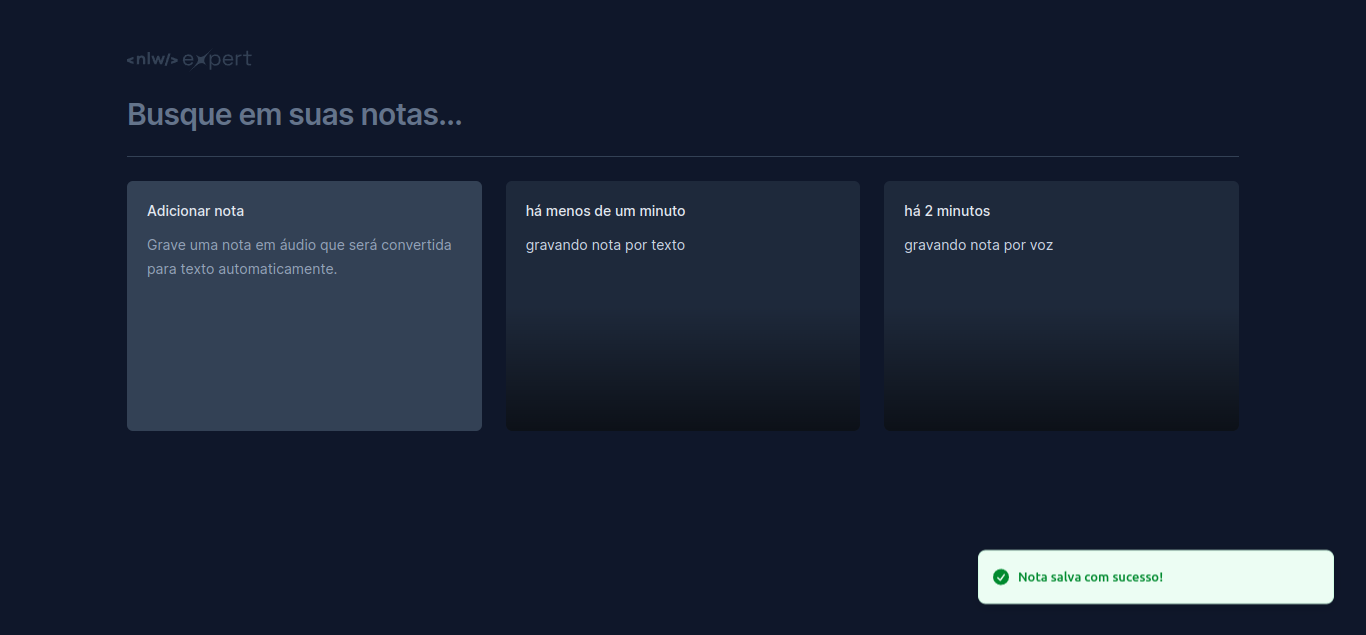 <nlw/> expert
Busque em suas notas...
Adicionar nota
Grave uma nota em áudio que será convertida
para texto automaticamente.
há menos de um minuto
gravando nota por texto
há 2 minutos
gravando nota por voz
Nota salva com sucesso!